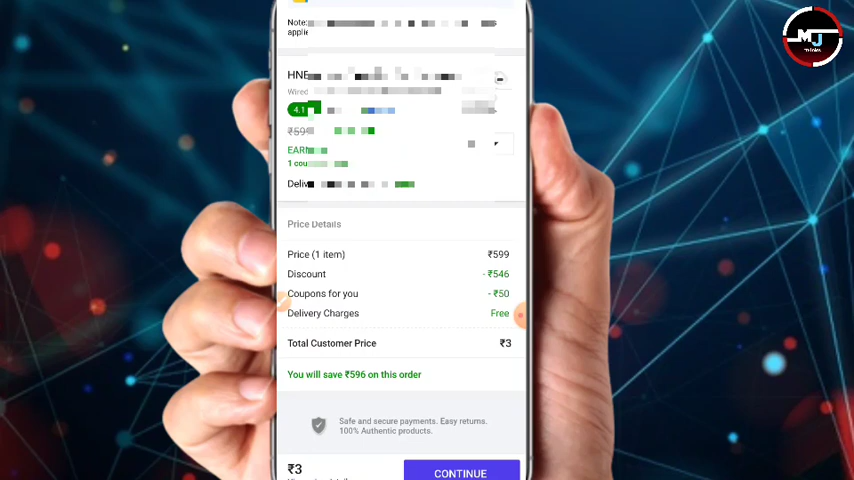 Note:
applie
MJ
HNE
Wired
4.1
₹59
EARN
1 cou
Deliv
Price Details
Price (1 item) ₹599
Discount - ₹546
Coupons for you - ₹50
Delivery Charges Free
Total Customer Price ₹3
You will save ₹596 on this order
Safe and secure payments. Easy returns.
100% Authentic products.
₹3 CONTINUE